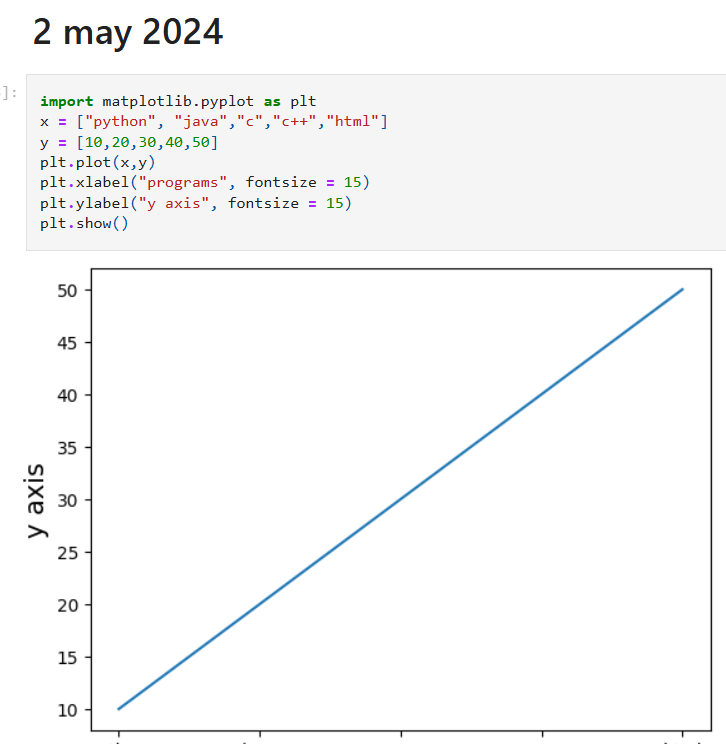 2 may 2024
]:
import matplotlib.pyplot as plt
x = ["python", "java","c","c++","html"]
y = [10,20,30,40,50]
plt.plot(x,y)
plt.xlabel("programs", fontsize = 15)
plt.ylabel("y axis", fontsize = 15)
plt.show()
50
45
40
35
30
25
20
15
10
y axis